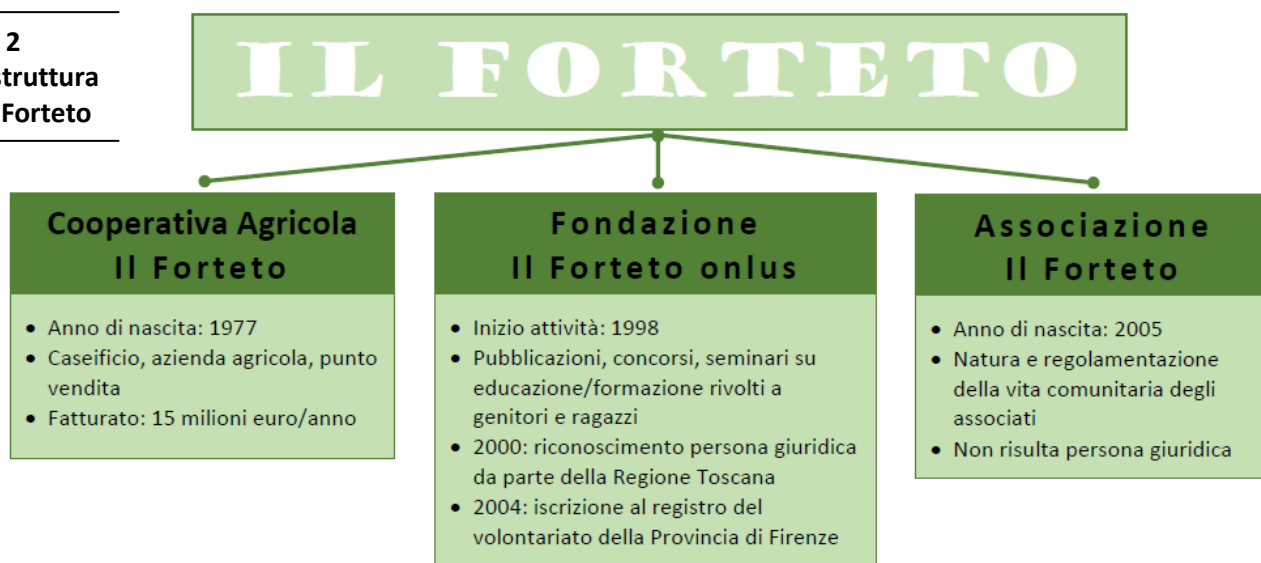 2
struttura
Forteto
IL FORTETO
Cooperativa Agricola
Il Forteto
• Anno di nascita: 1977
• Caseificio, azienda agricola, punto
vendita
• Fatturato: 15 milioni euro/anno
Fondazione
Il Forteto onlus
• Inizio attività: 1998
• Pubblicazioni, concorsi, seminari su
educazione/formazione rivolti a
genitori e ragazzi
• 2000: riconoscimento persona giuridica
da parte della Regione Toscana
• 2004: iscrizione al registro del
volontariato della Provincia di Firenze
Associazione
Il Forteto
• Anno di nascita: 2005
• Natura e regolamentazione
della vita comunitaria degli
associati
• Non risulta persona giuridica